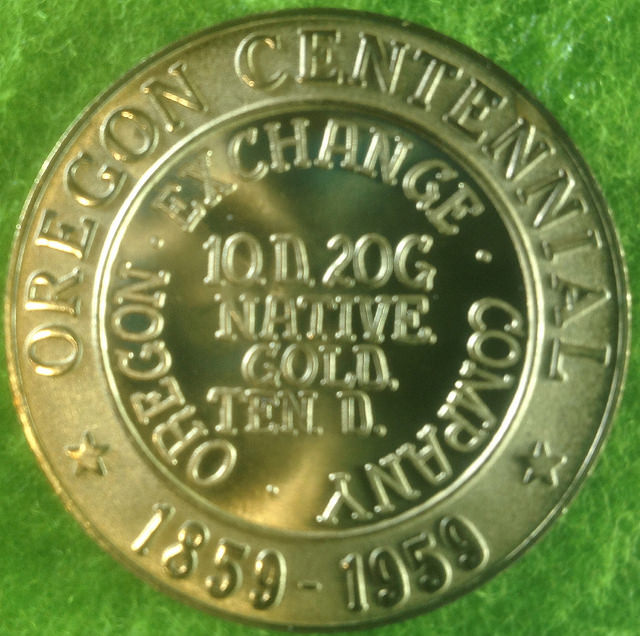 OREGON CENTENNIAL
1859-1959
OREGON · EXCHANGE · COMPANY ·
10.D. 20G
NATIVE.
GOLD.
TEN. D.